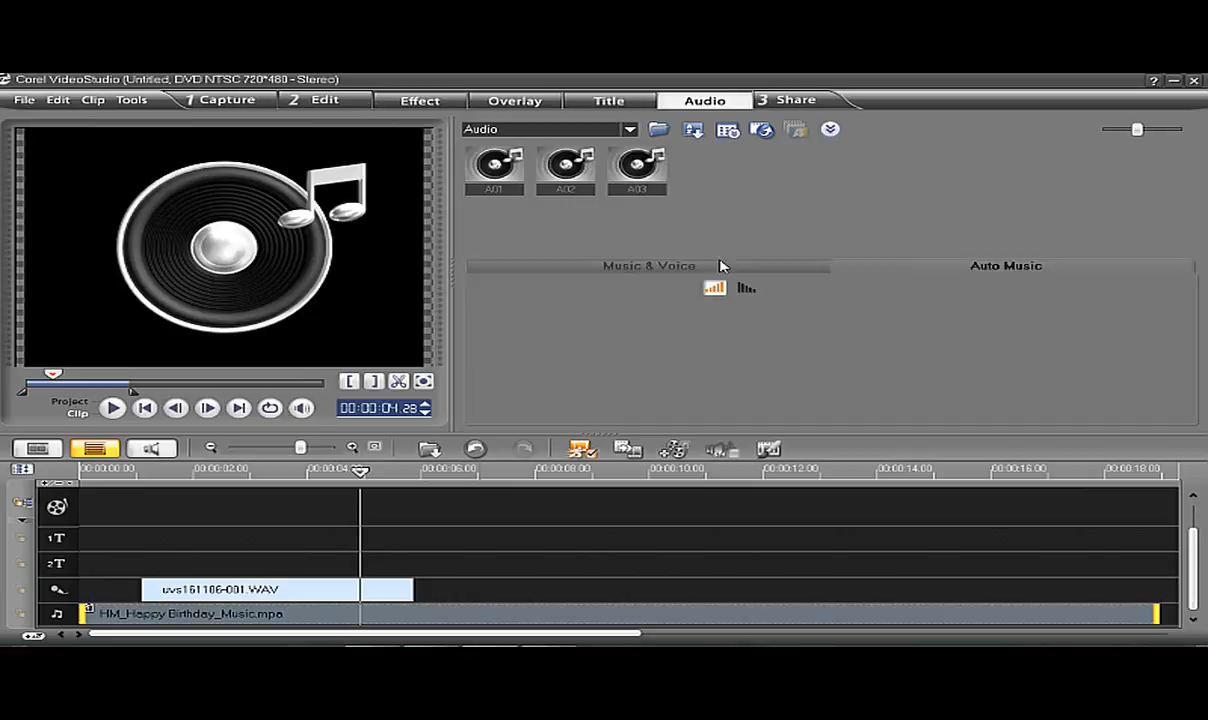 Corel VideoStudio (Untitled, DVD NTSC 720*480 - Stereo)
File Edit Clip Tools 1 Capture 2 Edit Effect Overlay Title Audio 3 Share
Audio
A01 A02 A03
Music & Voice Auto Music
Project
Clip
00:00:04.28
00:00:00.00 00:00:02.00 00:00:04 00:00:06.00 00:00:08.00 00:00:10.00 00:00:12.00 00:00:14.00 00:00:16.00 00:00:18.00
1T
2T
uvs161106-001.WAV
HM_Happy Birthday_Music.mpa